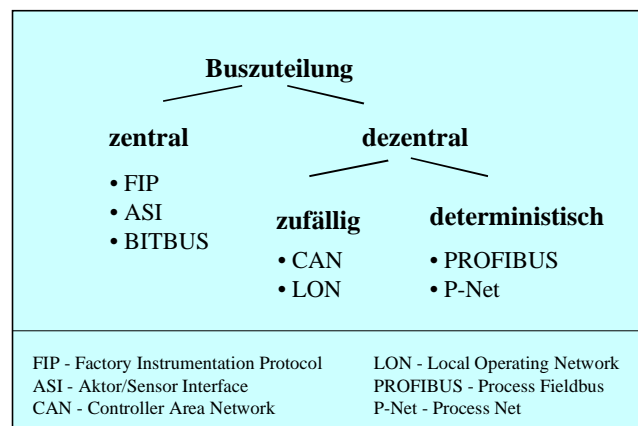 Buszuteilung
zentral
dezentral
• FIP
• ASI
• BITBUS
zufällig
deterministisch
• CAN
• LON
• PROFIBUS
• P-Net
FIP - Factory Instrumentation Protocol
ASI - Aktor/Sensor Interface
CAN - Controller Area Network
LON - Local Operating Network
PROFIBUS - Process Fieldbus
P-Net - Process Net